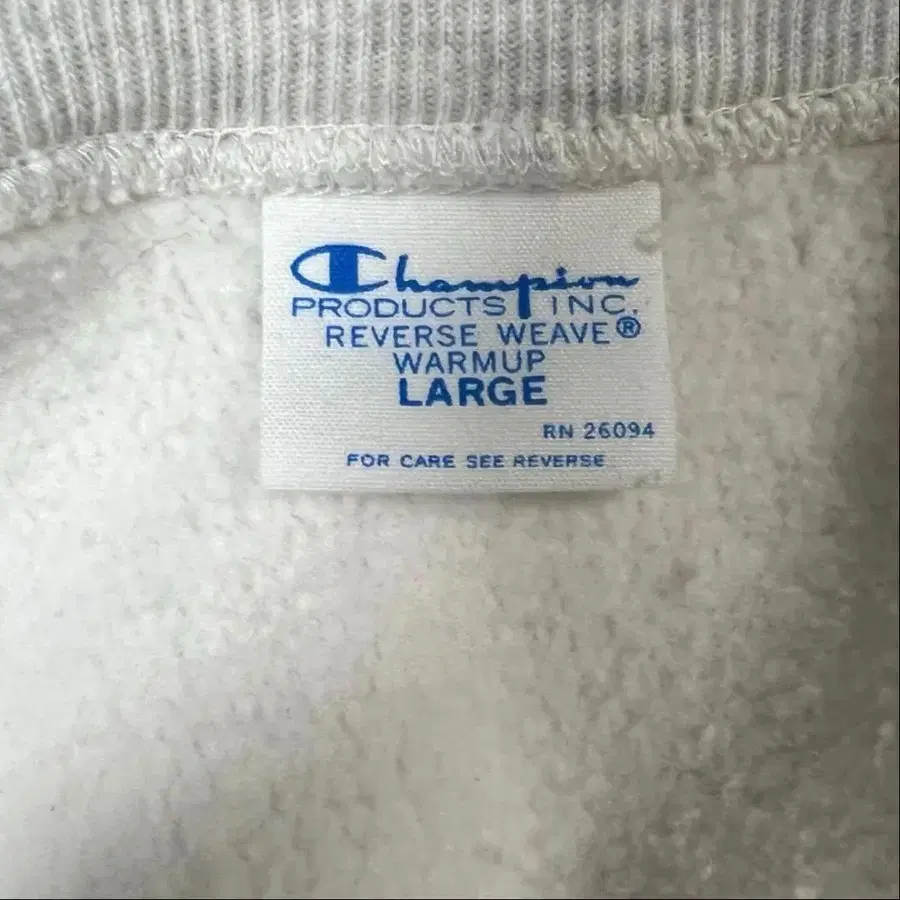 Champion
PRODUCTS INC.
REVERSE WEAVE®
WARMUP
LARGE
RN 26094
FOR CARE SEE REVERSE